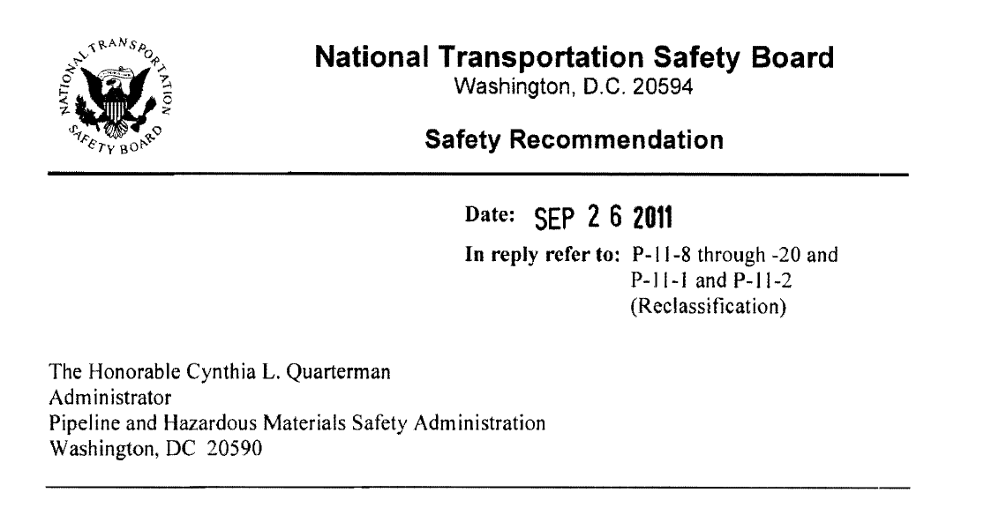 NATIONAL TRANSPORTATION
SAFETY BOARD
National Transportation Safety Board
Washington, D.C. 20594
Safety Recommendation
Date: SEP 26 2011
In reply refer to: P-11-8 through -20 and
P-11-1 and P-11-2
(Reclassification)
The Honorable Cynthia L. Quarterman
Administrator
Pipeline and Hazardous Materials Safety Administration
Washington, DC 20590